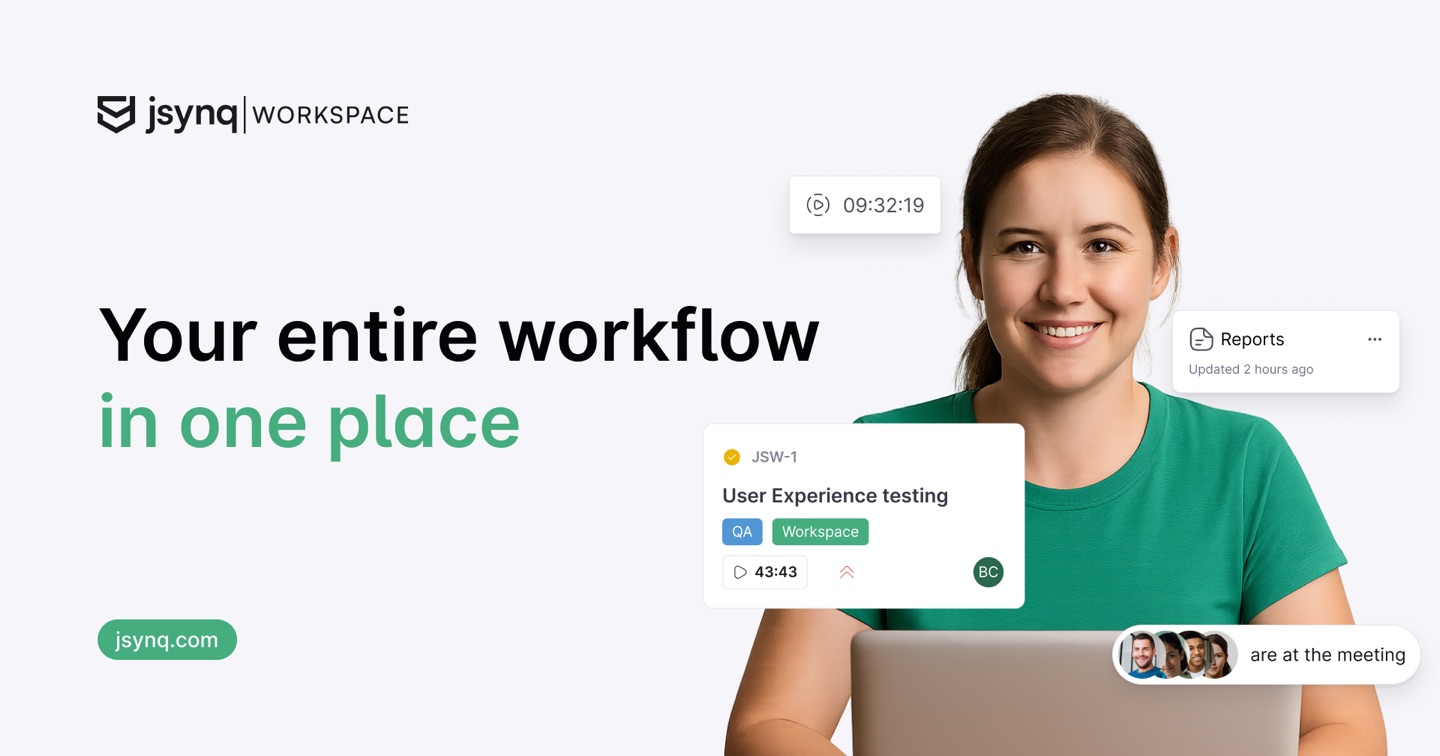 jsynq | WORKSPACE
09:32:19
Your entire workflow
in one place
Reports
Updated 2 hours ago
JSW-1
User Experience testing
QA
Workspace
43:43
BC
jsynq.com
are at the meeting